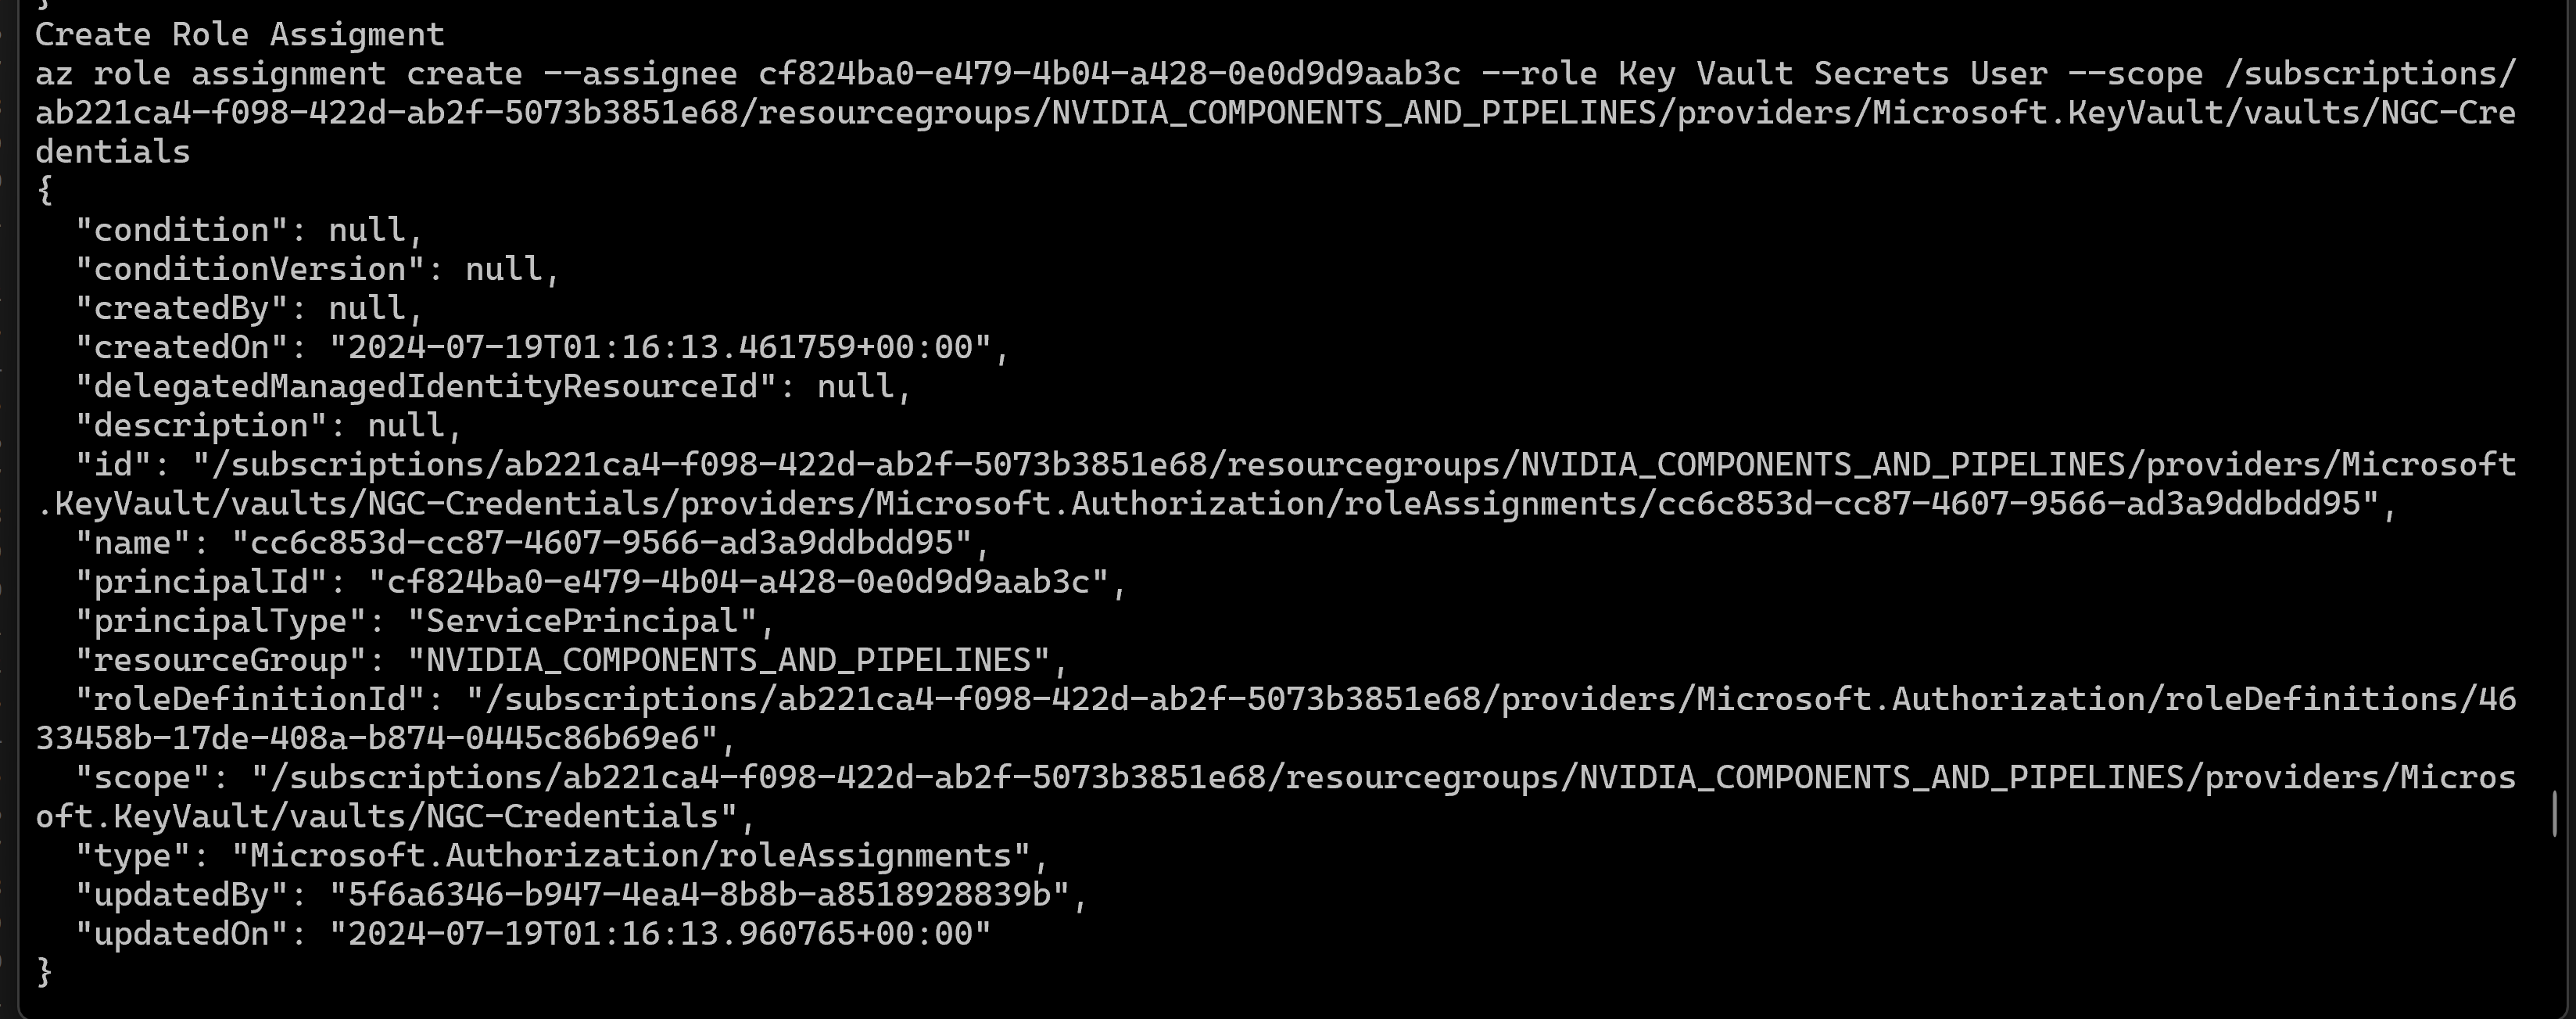 }
Create Role Assigment
az role assignment create --assignee cf824ba0-e479-4b04-a428-0e0d9d9aab3c --role Key Vault Secrets User --scope /subscriptions/
ab221ca4-f098-422d-ab2f-5073b3851e68/resourcegroups/NVIDIA_COMPONENTS_AND_PIPELINES/providers/Microsoft.KeyVault/vaults/NGC-Cre
dentials
{
  "condition": null,
  "conditionVersion": null,
  "createdBy": null,
  "createdOn": "2024-07-19T01:16:13.461759+00:00",
  "delegatedManagedIdentityResourceId": null,
  "description": null,
  "id": "/subscriptions/ab221ca4-f098-422d-ab2f-5073b3851e68/resourcegroups/NVIDIA_COMPONENTS_AND_PIPELINES/providers/Microsoft
.KeyVault/vaults/NGC-Credentials/providers/Microsoft.Authorization/roleAssignments/cc6c853d-cc87-4607-9566-ad3a9ddbdd95",
  "name": "cc6c853d-cc87-4607-9566-ad3a9ddbdd95",
  "principalId": "cf824ba0-e479-4b04-a428-0e0d9d9aab3c",
  "principalType": "ServicePrincipal",
  "resourceGroup": "NVIDIA_COMPONENTS_AND_PIPELINES",
  "roleDefinitionId": "/subscriptions/ab221ca4-f098-422d-ab2f-5073b3851e68/providers/Microsoft.Authorization/roleDefinitions/46
33458b-17de-408a-b874-0445c86b69e6",
  "scope": "/subscriptions/ab221ca4-f098-422d-ab2f-5073b3851e68/resourcegroups/NVIDIA_COMPONENTS_AND_PIPELINES/providers/Micros
oft.KeyVault/vaults/NGC-Credentials",
  "type": "Microsoft.Authorization/roleAssignments",
  "updatedBy": "5f6a6346-b947-4ea4-8b8b-a8518928839b",
  "updatedOn": "2024-07-19T01:16:13.960765+00:00"
}